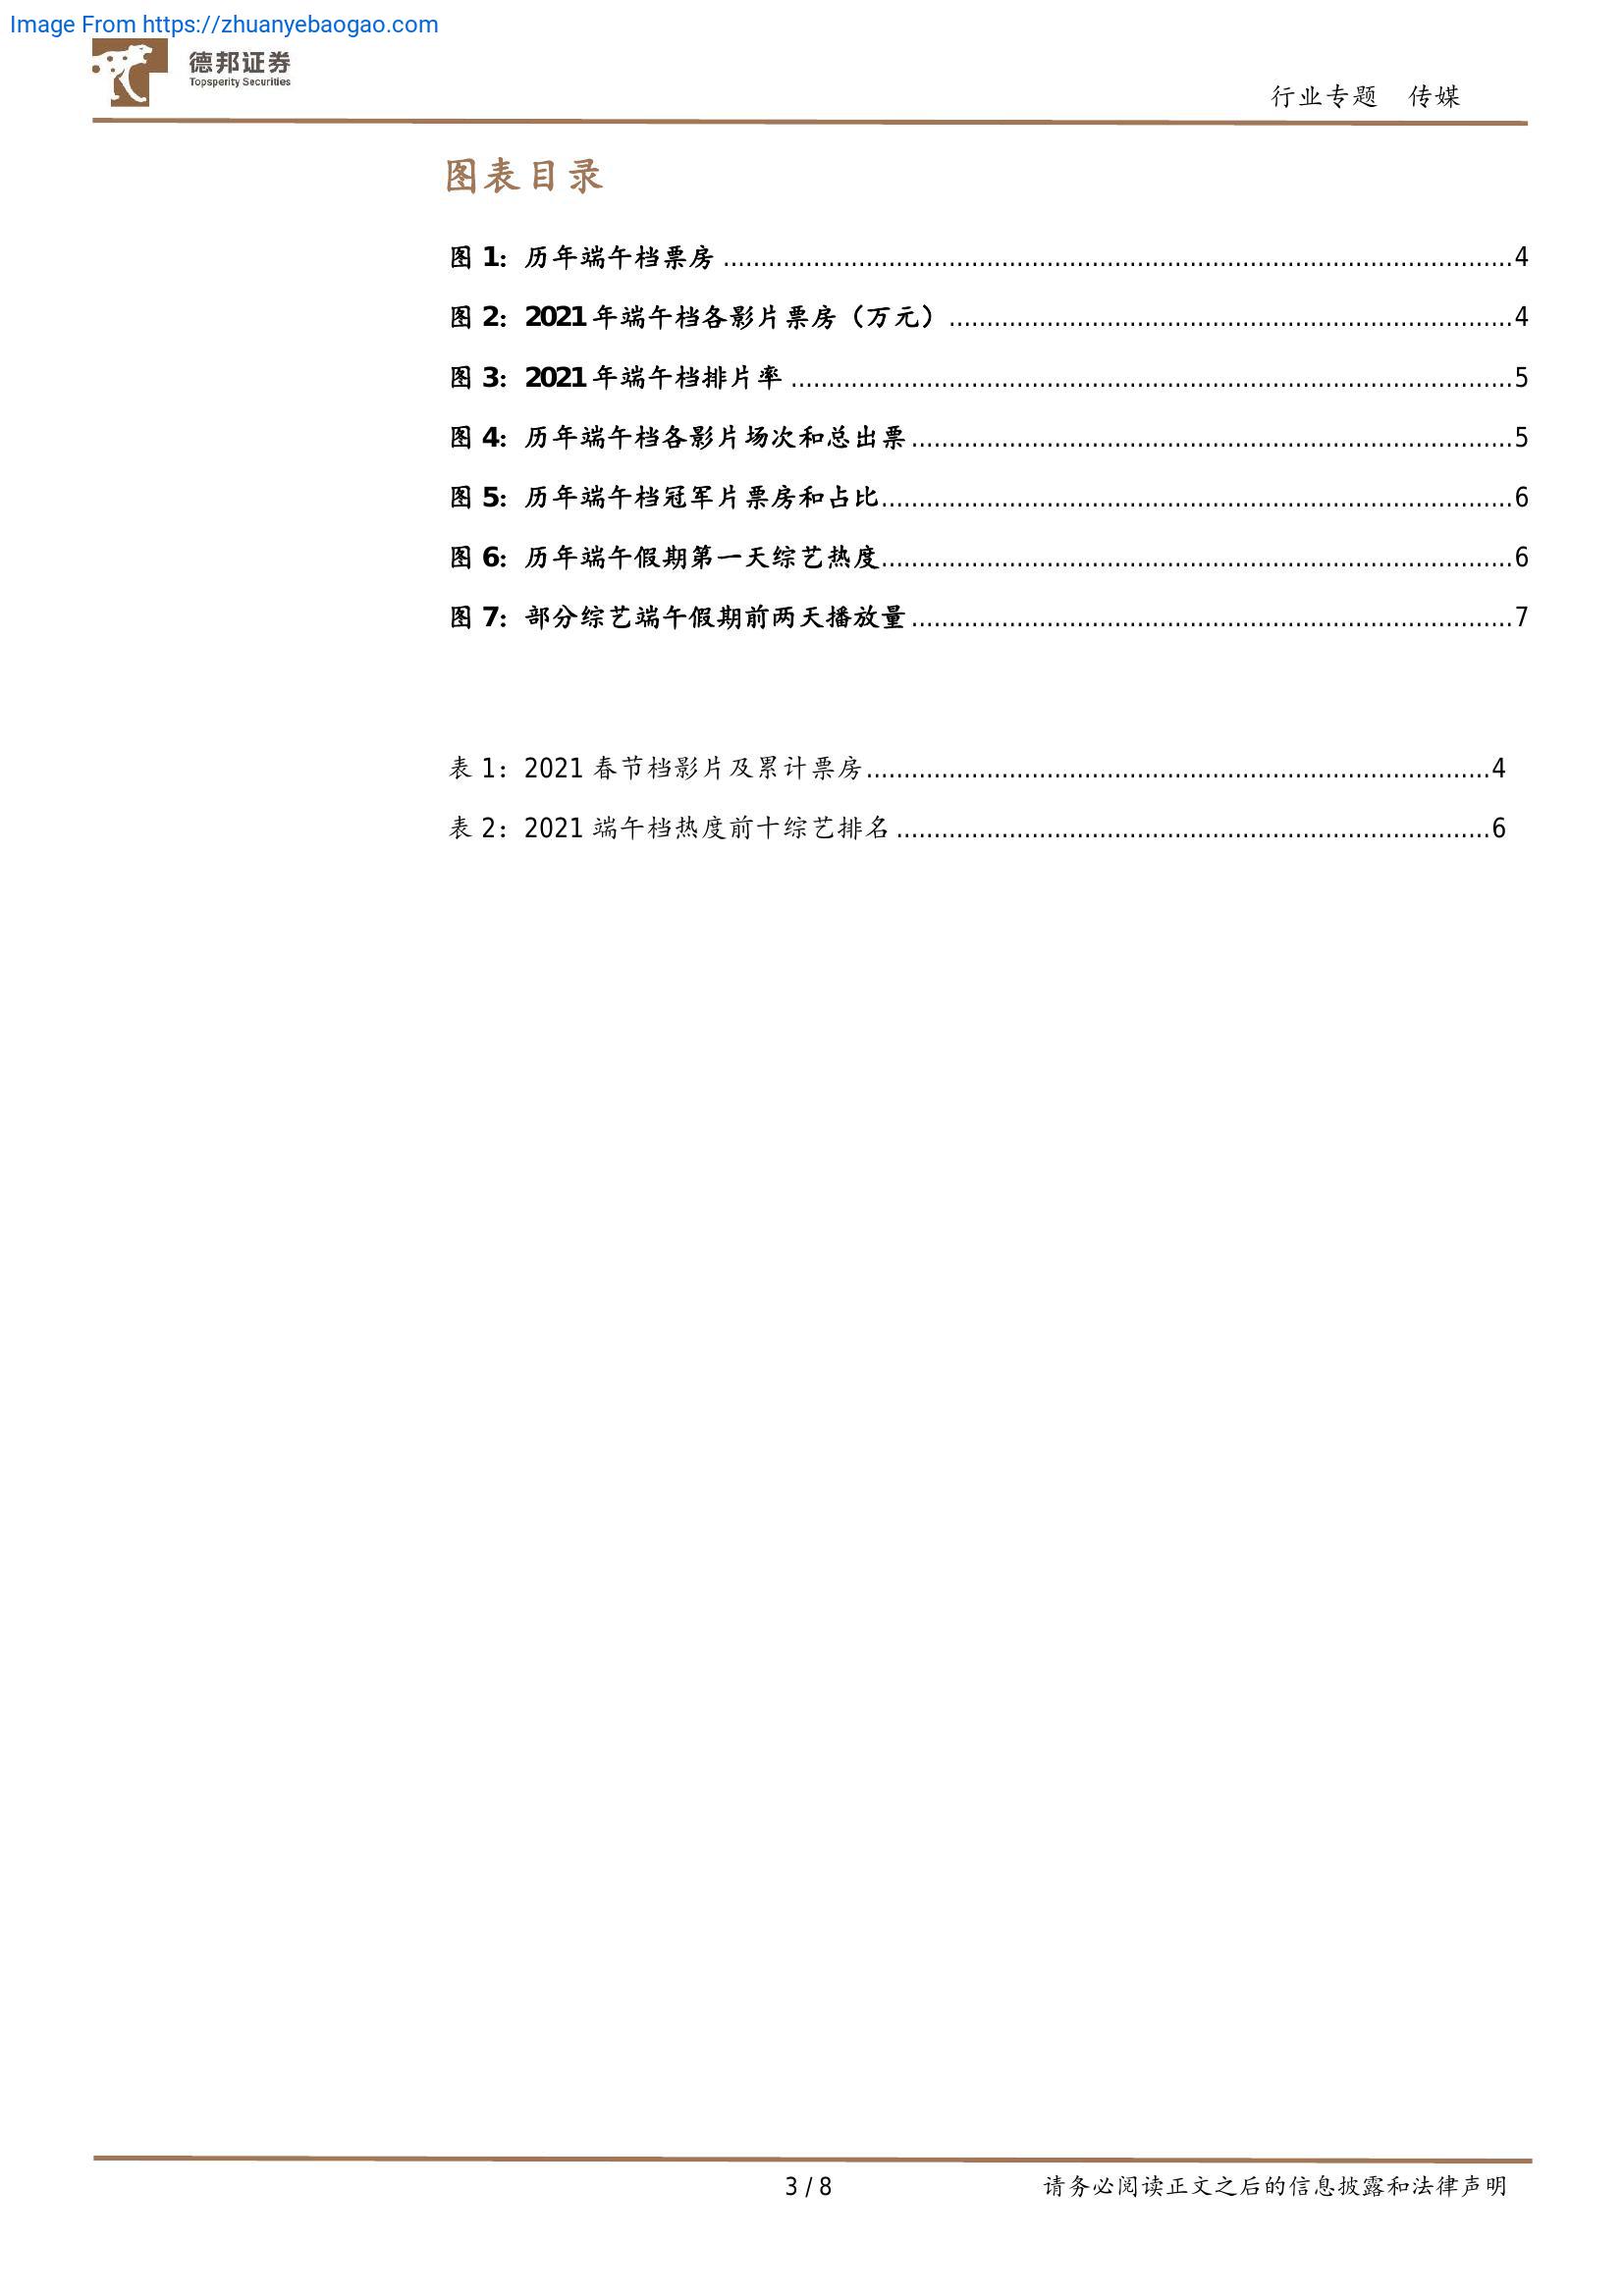 Image From https://zhuanyebaogao.com
德邦证券
Topsperity Securities
行业专题 传媒
图表目录
图 1：历年端午档票房........................................4
图 2：2021 年端午档各影片票房（万元）........................................4
图 3：2021 年端午档排片率........................................5
图 4：历年端午档各影片场次和总出票........................................5
图 5：历年端午档冠军片票房和占比........................................6
图 6：历年端午假期第一天综艺热度........................................6
图 7：部分综艺端午假期前两天播放量........................................7
表 1：2021 春节档影片及累计票房........................................4
表 2：2021 端午档热度前十综艺排名........................................6
3 / 8
请务必阅读正文之后的信息披露和法律声明